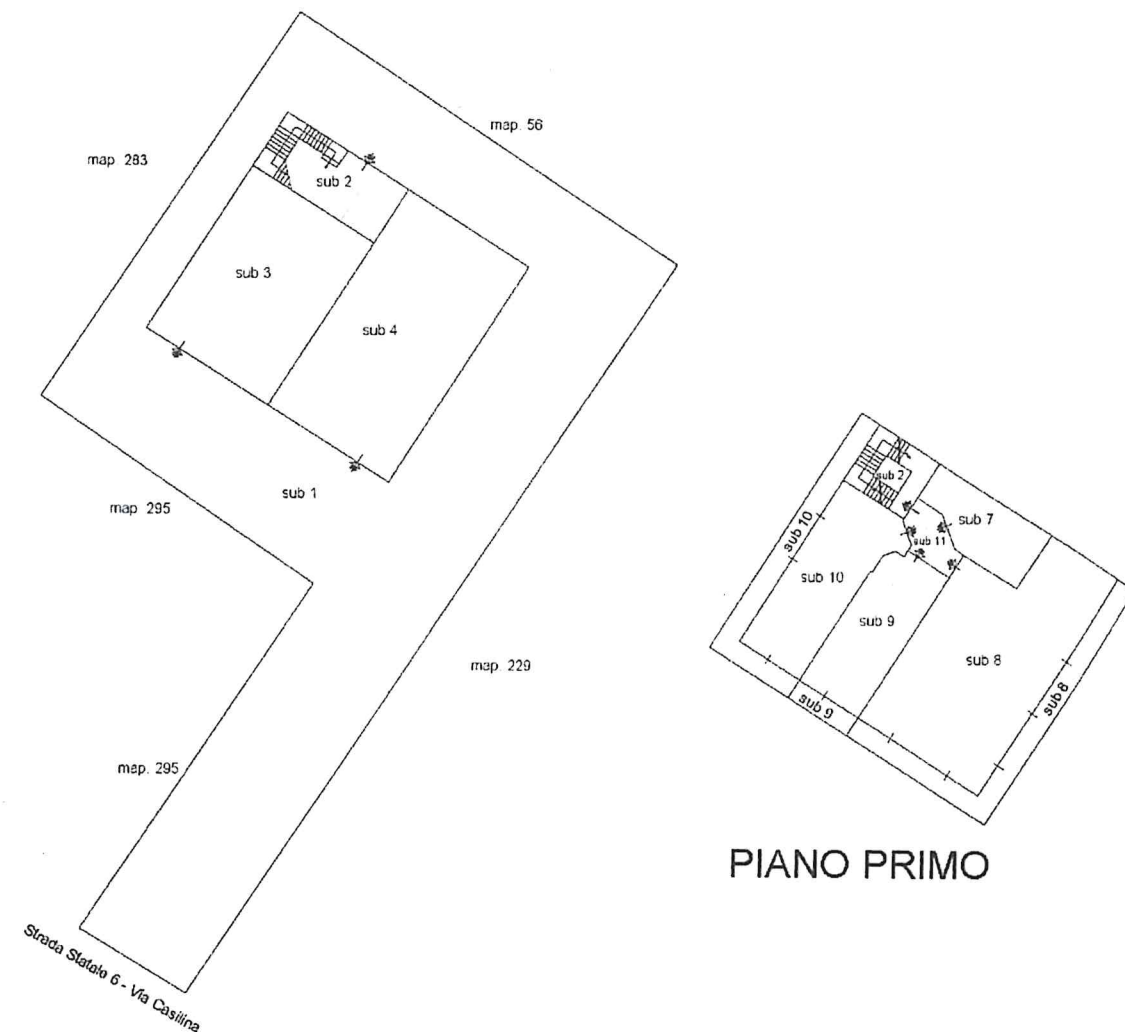 map. 56
map. 283
sub 2
sub 3
sub 4
sub 1
map. 295
map. 229
map. 295
Strada Statale 6 - Via Casilina
sub 2
sub 7
sub 10
sub 11
sub 10
sub 9
sub 8
sub 8
sub 9
PIANO PRIMO